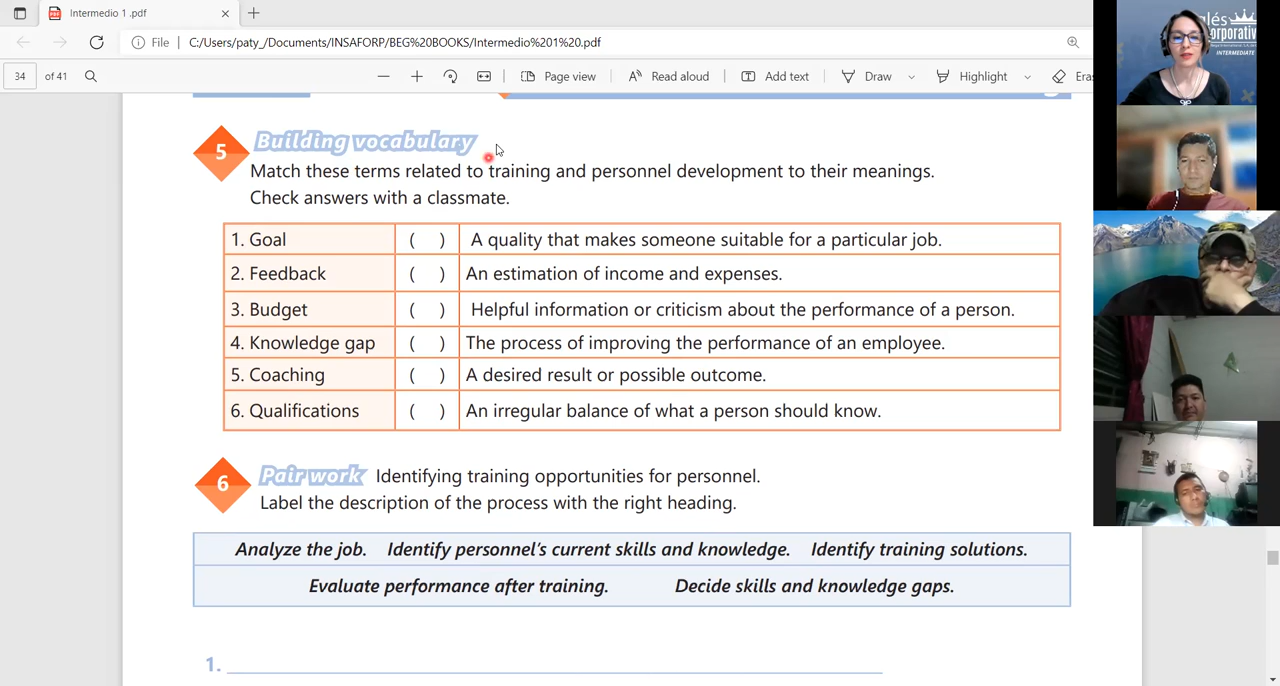 Intermedio 1 .pdf
File
C:/Users/paty_/Documents/INSAFORP/BEG%20BOOKS/Intermedio%201%20.pdf
34 of 41
Page view
Read aloud
Add text
Draw
Highlight
Eras
5 Building vocabulary
Match these terms related to training and personnel development to their meanings.
Check answers with a classmate.
1. Goal ( ) A quality that makes someone suitable for a particular job.
2. Feedback ( ) An estimation of income and expenses.
3. Budget ( ) Helpful information or criticism about the performance of a person.
4. Knowledge gap ( ) The process of improving the performance of an employee.
5. Coaching ( ) A desired result or possible outcome.
6. Qualifications ( ) An irregular balance of what a person should know.
6 Pair work Identifying training opportunities for personnel.
Label the description of the process with the right heading.
Analyze the job. Identify personnel's current skills and knowledge. Identify training solutions.
Evaluate performance after training. Decide skills and knowledge gaps.
1.
glés
orporativ
INTERMEDIATE